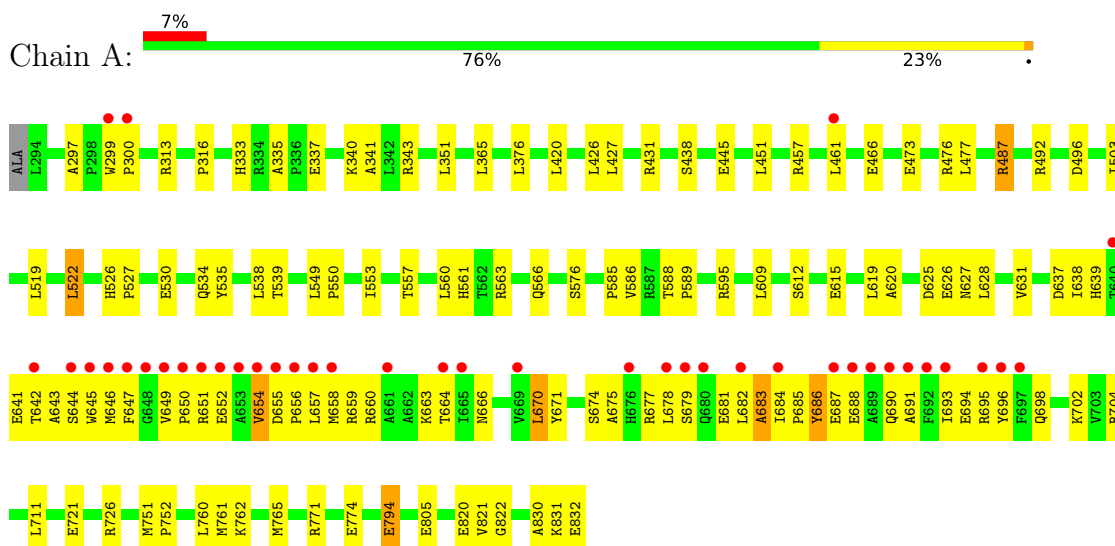 7%
Chain A:
76% 23% •
ALA L294 A297 P298 W299 P300 R313 P316 H333 R334 A335 P336 E337 K340 A341 L342 R343 L351 L365 L376 L420 L426 L427 R431 S438 E445 L451 R457 L461 E466 E473 R476 L477 R487 R492 D496
L519 L522 H526 P527 E530 Q534 Y535 L538 T539 L549 P550 I553 T557 L560 H561 T562 R563 Q566 S576 P585 V586 R587 T588 P589 R595 L609 S612 E615 L619 A620 D625 E626 N627 L628 V631 D637 I638 H639 T640
E641 T642 A643 S644 W645 M646 F647 G648 V649 P650 R651 E652 A653 V654 D655 P656 L657 M658 R659 R660 A661 A662 K663 T664 I665 N666 V669 L670 Y671 S674 A675 H676 R677 L678 S679 Q680 E681 L682 A683 I684 P685 Y686 E687 E688 A689 Q690 A691 F692 I693 E694 R695 Y696 F697 Q698 K702 V703
L711 E721 R726 M751 P752 L760 M761 K762 M765 R771 E774 E794 E805 E820 V821 G822 A830 K831 E832